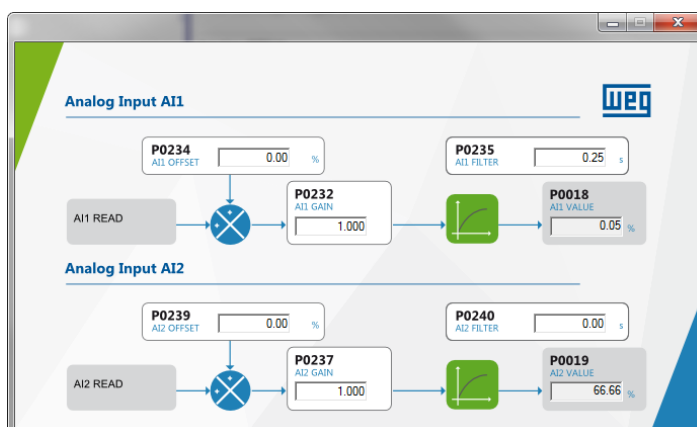 Analog Input AI1
weg
P0234
AI1 OFFSET 0.00 %
P0235
AI1 FILTER 0.25 s
AI1 READ
P0232
AI1 GAIN
1.000
P0018
AI1 VALUE
0.05 %
Analog Input AI2
P0239
AI2 OFFSET 0.00 %
P0240
AI2 FILTER 0.00 s
AI2 READ
P0237
AI2 GAIN
1.000
P0019
AI2 VALUE
66.66 %